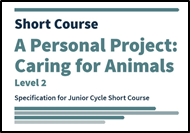 Short Course
A Personal Project:
Caring for Animals
Level 2
Specification for Junior Cycle Short Course